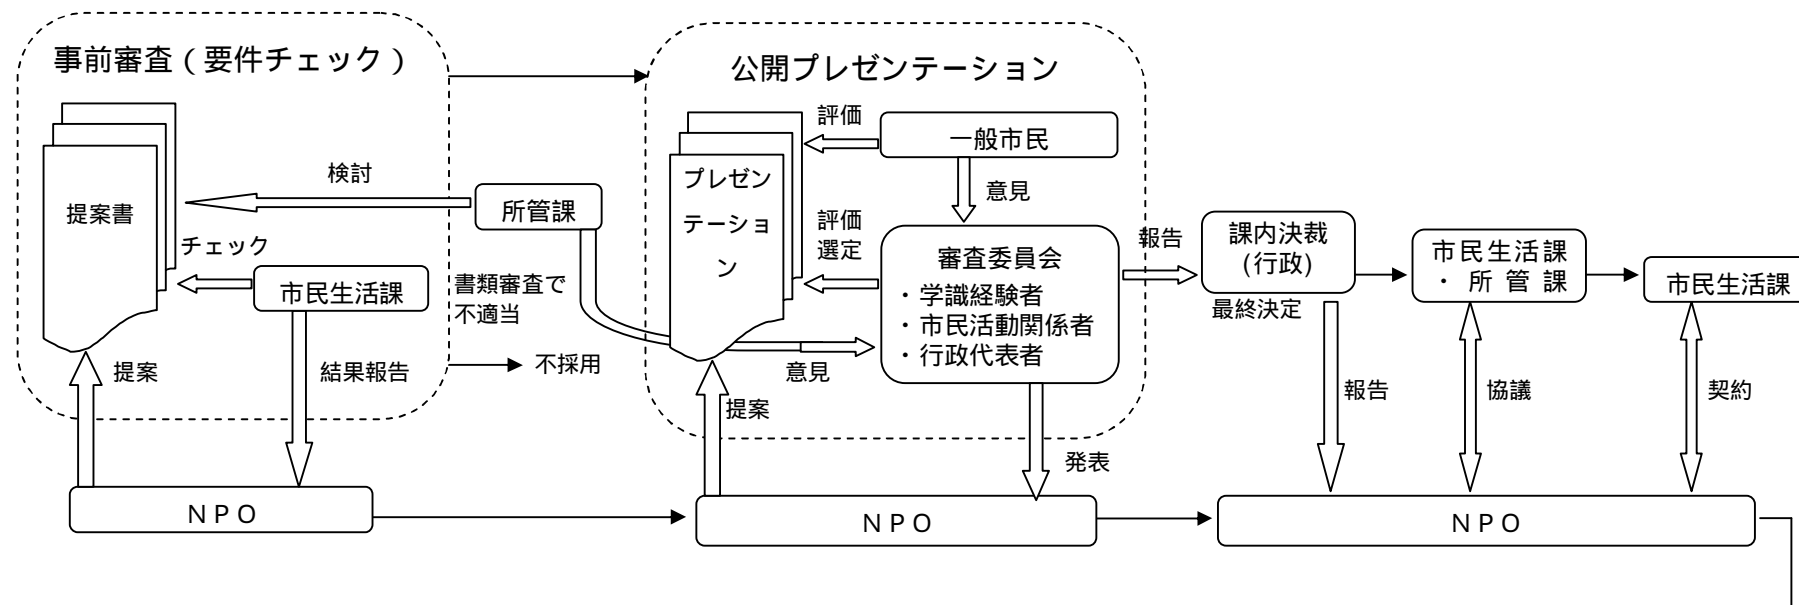 事前審査（要件チェック）
提案書
検討
チェック
市民生活課
提案
結果報告
ＮＰＯ
所管課
書類審査で
不適当
不採用
公開プレゼンテーション
プレゼン
テーショ
ン
評価
一般市民
意見
評価
選定
審査委員会
・学識経験者
・市民活動関係者
・行政代表者
意見
提案
発表
ＮＰＯ
報告
課内決裁
(行政)
最終決定
報告
市民生活課
・所管課
協議
市民生活課
契約
ＮＰＯ